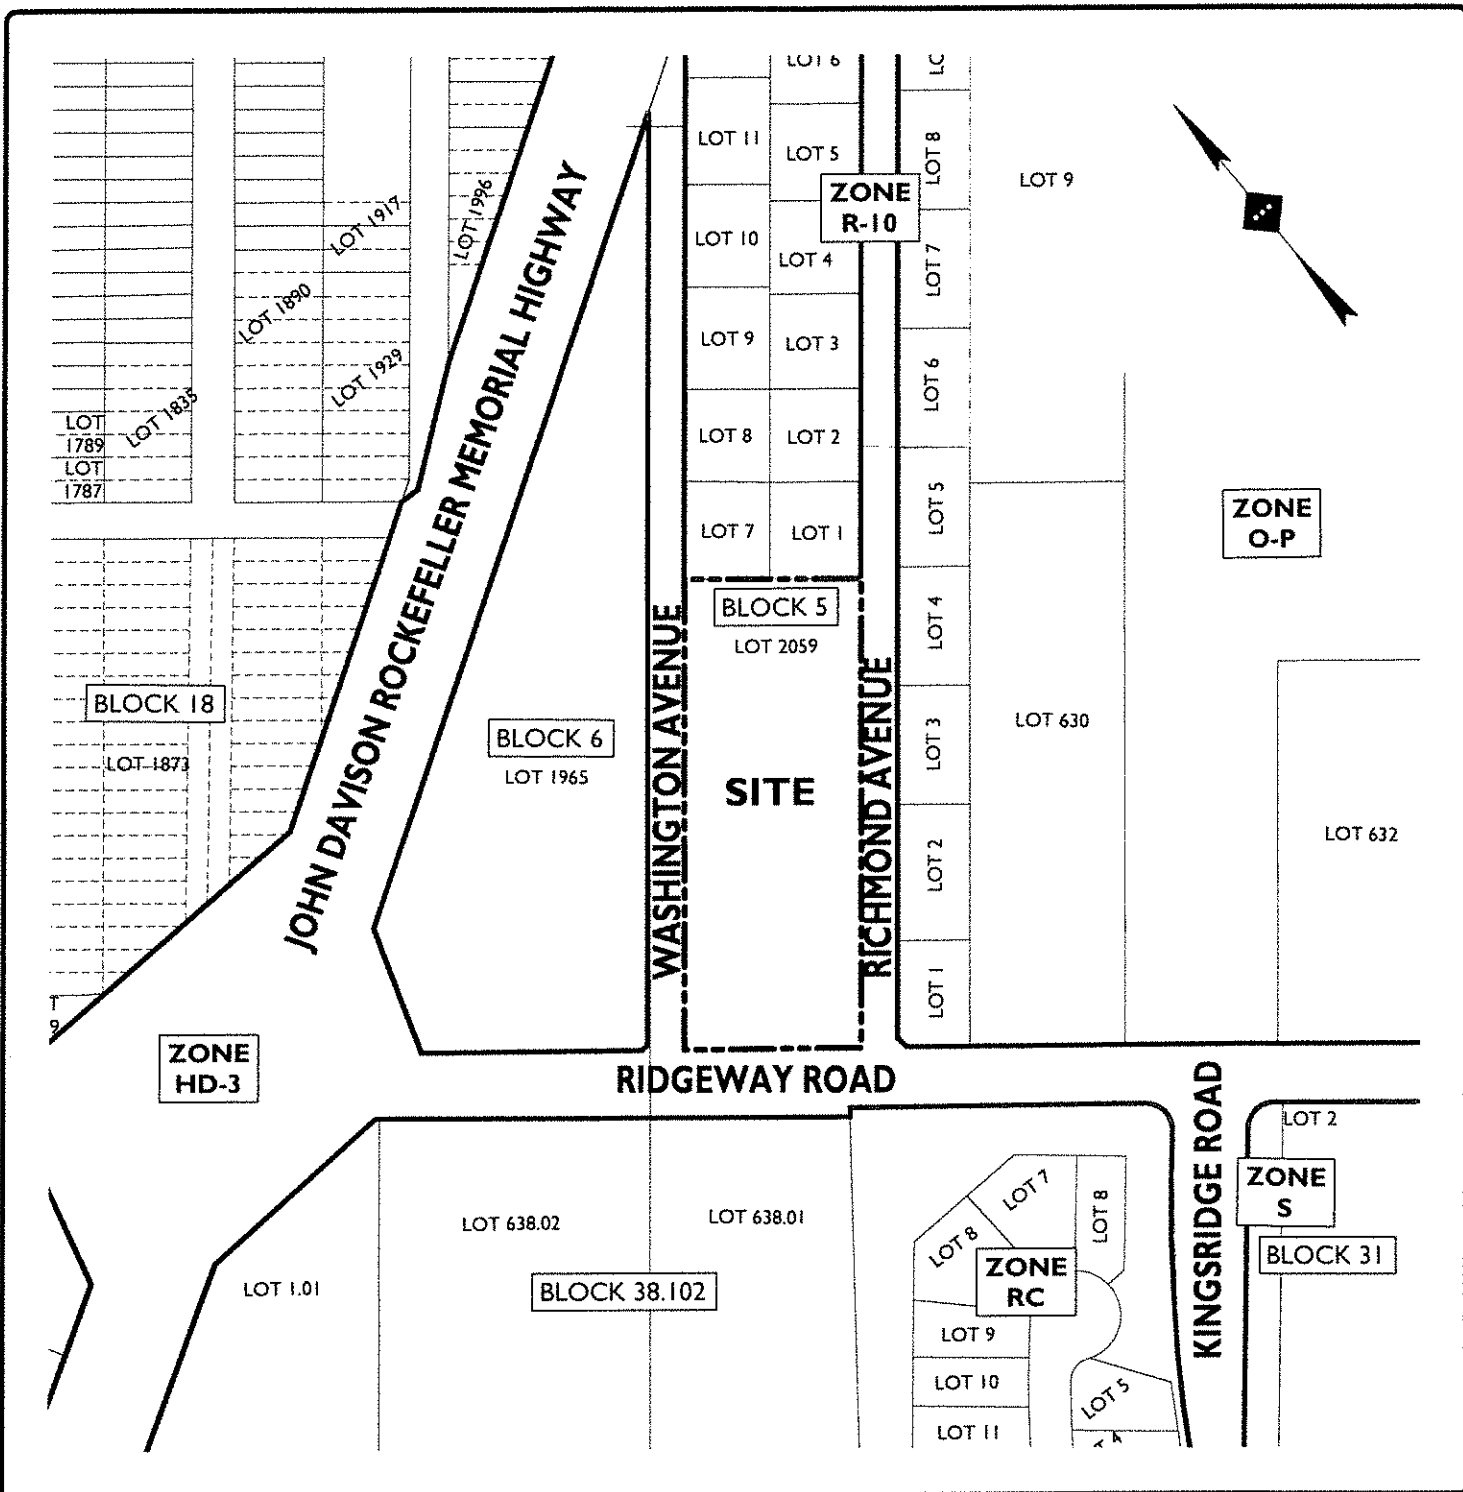 LOT 6
LC
LOT 11
LOT 5
LOT 8
LOT 9
ZONE
R-10
LOT 1996
LOT 1917
LOT 10
LOT 4
LOT 7
LOT 1890
LOT 9
LOT 3
LOT 6
LOT 1929
LOT 1835
LOT
1789
LOT
1787
LOT 8
LOT 2
JOHN DAVISON ROCKEFELLER MEMORIAL HIGHWAY
LOT 7
LOT 1
LOT 5
ZONE
O-P
BLOCK 5
LOT 2059
LOT 4
WASHINGTON AVENUE
RICHMOND AVENUE
BLOCK 18
LOT 1873
BLOCK 6
LOT 1965
SITE
LOT 3
LOT 630
LOT 2
LOT 632
LOT 1
T
9
ZONE
HD-3
RIDGEWAY ROAD
KINGSRIDGE ROAD
LOT 2
ZONE
S
BLOCK 31
LOT 7
LOT 8
LOT 8
ZONE
RC
LOT 638.02
LOT 638.01
LOT 1.01
BLOCK 38.102
LOT 9
LOT 10
LOT 5
LOT 11
T 4